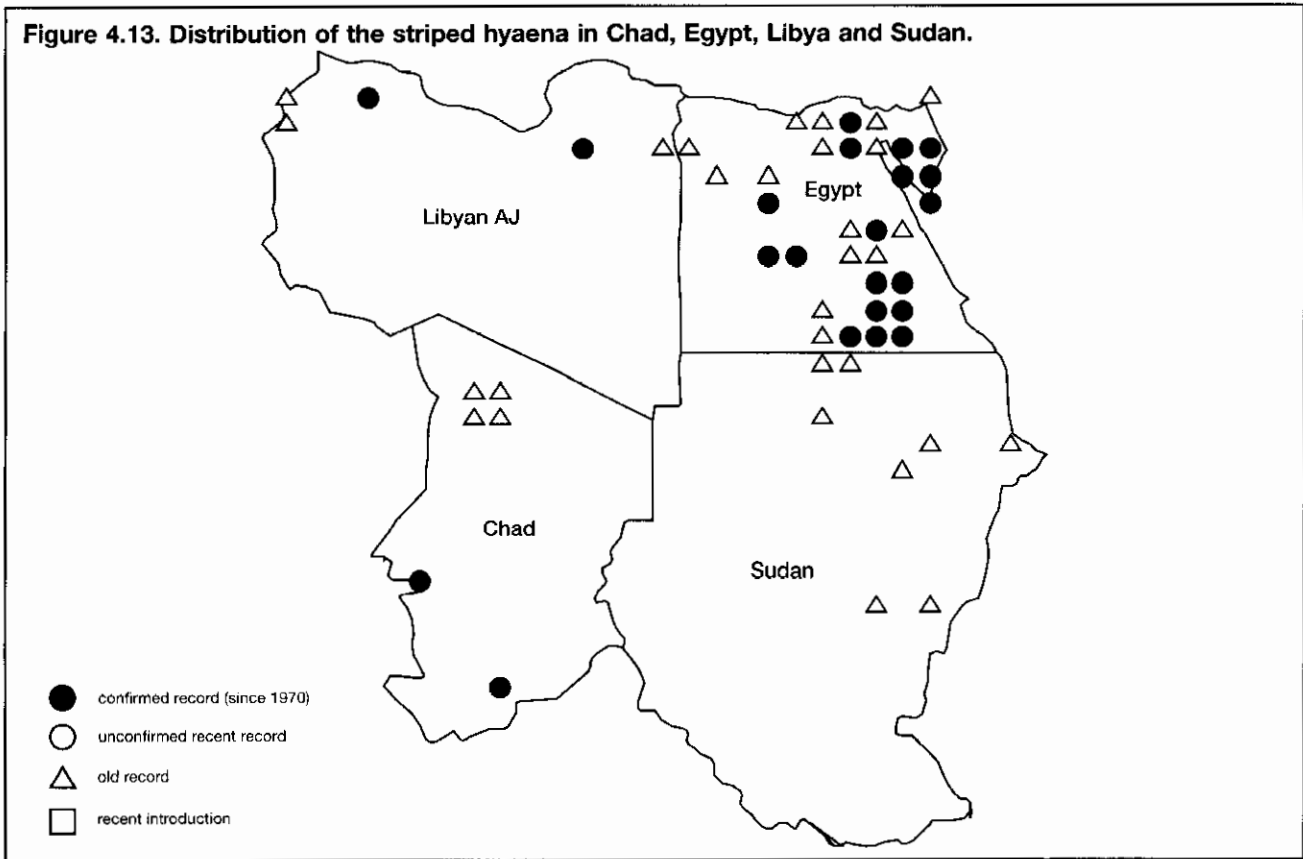 Figure 4.13. Distribution of the striped hyaena in Chad, Egypt, Libya and Sudan.
Egypt
Libyan AJ
Chad
Sudan
confirmed record (since 1970)
unconfirmed recent record
old record
recent introduction